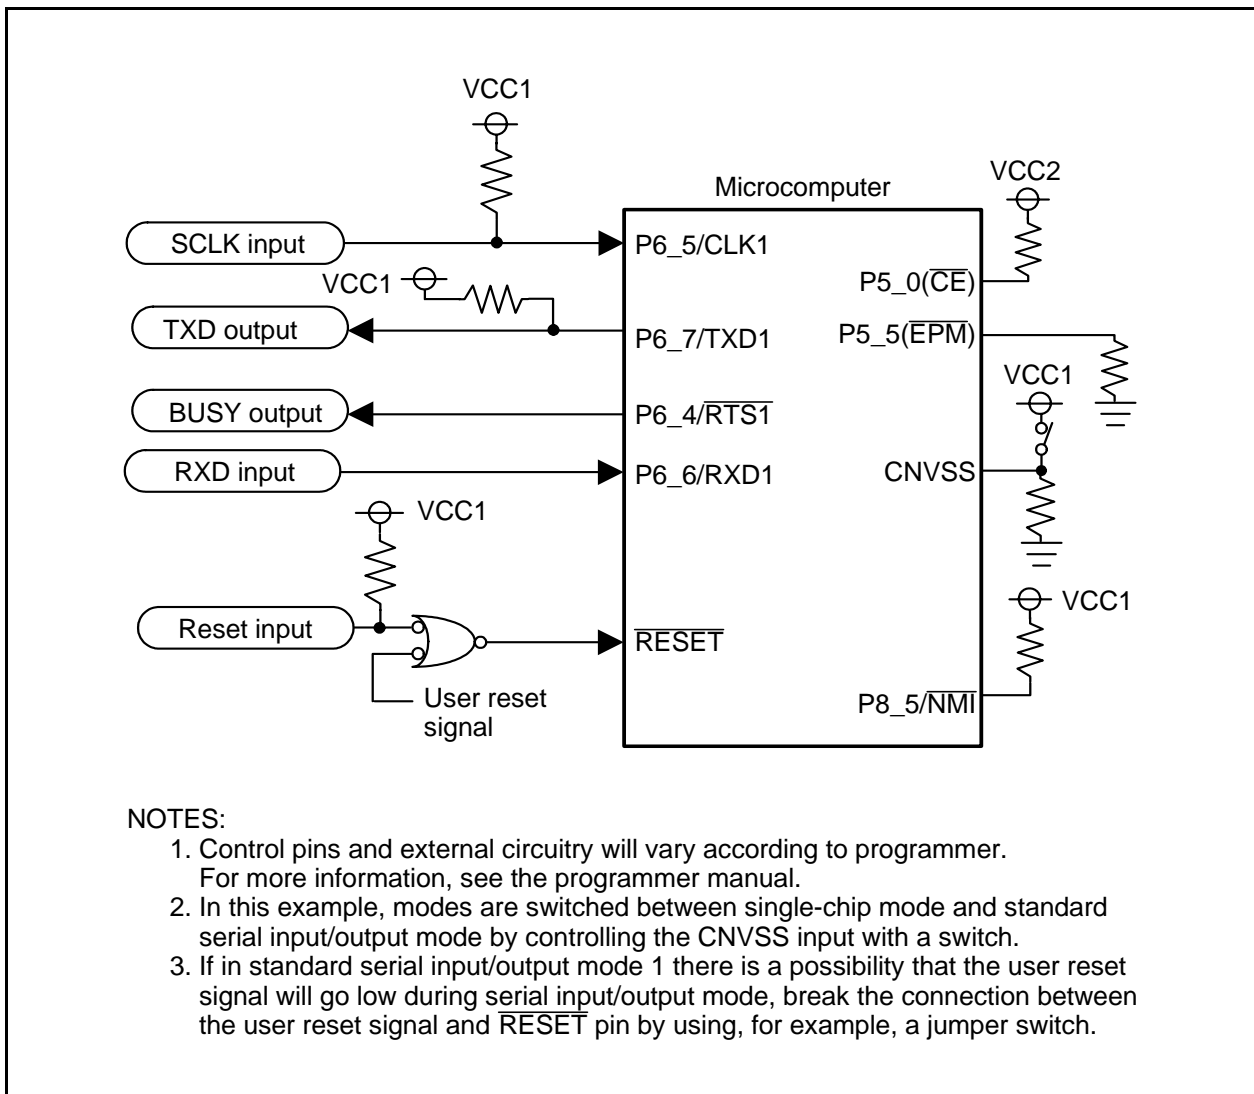 VCC1
VCC2
Microcomputer
SCLK input
P6_5/CLK1
P5_0(C̅E̅)
VCC1
TXD output
P6_7/TXD1
P5_5(E̅P̅M̅)
VCC1
BUSY output
P6_4/R̅T̅S̅1̅
RXD input
P6_6/RXD1
CNVSS
VCC1
VCC1
Reset input
R̅E̅S̅E̅T̅
User reset
signal
P8_5/N̅M̅I̅
NOTES:
1. Control pins and external circuitry will vary according to programmer.
For more information, see the programmer manual.
2. In this example, modes are switched between single-chip mode and standard
serial input/output mode by controlling the CNVSS input with a switch.
3. If in standard serial input/output mode 1 there is a possibility that the user reset
signal will go low during serial input/output mode, break the connection between
the user reset signal and R̅E̅S̅E̅T̅ pin by using, for example, a jumper switch.